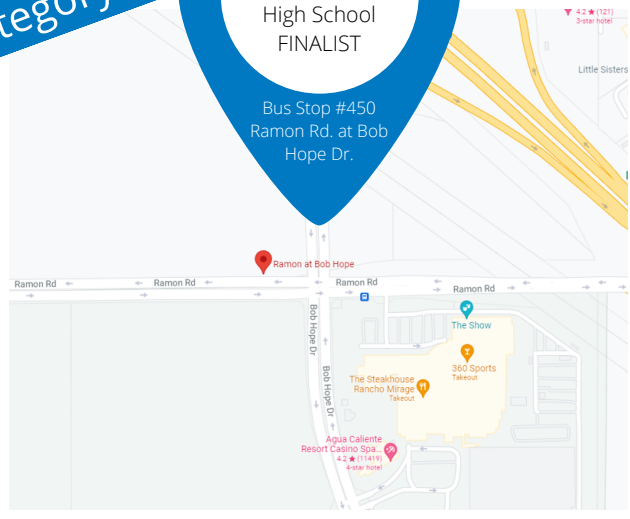 tegory
High School
FINALIST
4.2 ★ (121)
3-star hotel
Little Sisters
Bus Stop #450
Ramon Rd. at Bob
Hope Dr.
Ramon at Bob Hope
Ramon Rd
Ramon Rd
Ramon Rd
Ramon Rd
Bob Hope Dr
The Show
360 Sports
Takeout
The Steakhouse
Rancho Mirage
Takeout
Bob Hope Dr
Agua Caliente
Resort Casino Spa...
4.2 ★ (11419)
4-star hotel